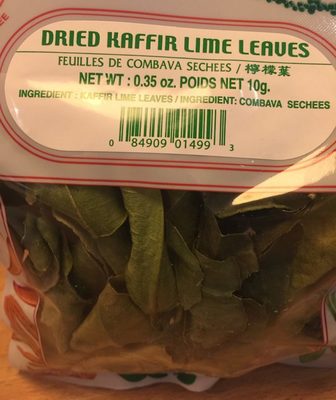 DRIED KAFFIR LIME LEAVES
FEUILLES DE COMBAVA SECHEES / 檸檬葉
NET WT : 0.35 oz. POIDS NET 10g.
INGREDIENT : KAFFIR LIME LEAVES / INGREDIENT: COMBAVA SECHEES
0 84909 01499 3